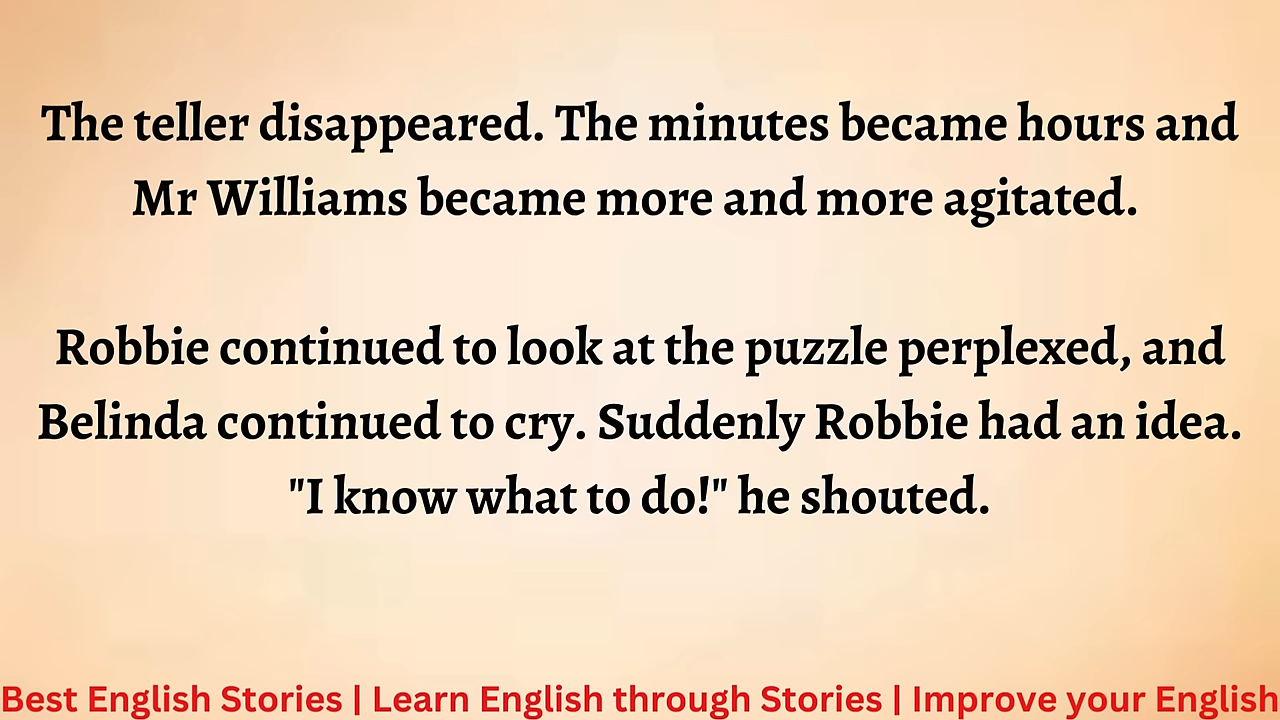 The teller disappeared. The minutes became hours and
Mr Williams became more and more agitated.
Robbie continued to look at the puzzle perplexed, and
Belinda continued to cry. Suddenly Robbie had an idea.
"I know what to do!" he shouted.
Best English Stories | Learn English through Stories | Improve your English